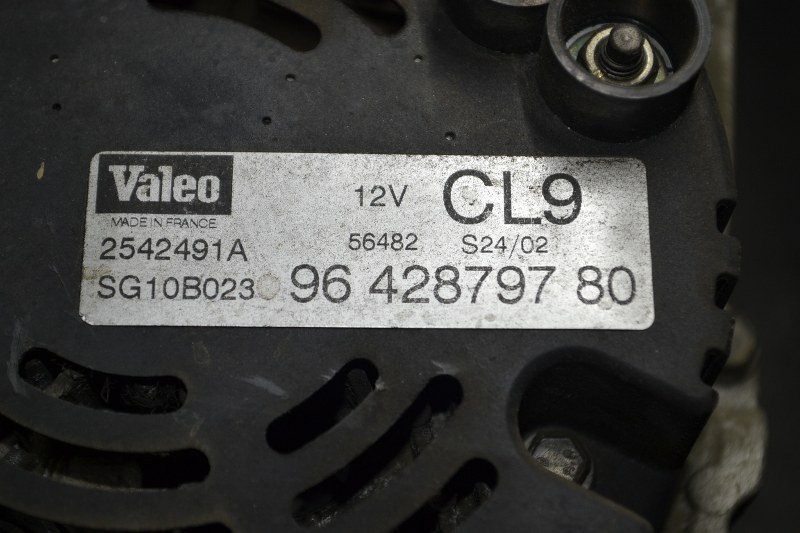 Valeo
MADE IN FRANCE
12V CL9
2542491A 56482 S24/02
SG10B023 96 428797 80